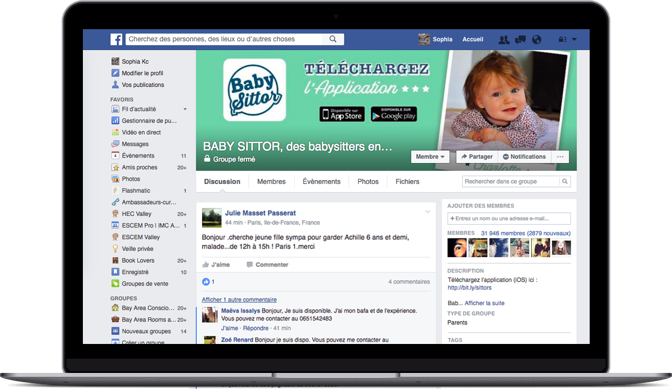 Cherchez des personnes, des lieux ou d'autres choses
Sophia
Accueil
Sophia Kc
Modifier le profil
Vos publications
FAVORIS
Fil d'actualité
Gestionnaire de pu...
20+
Vidéo en direct
Messages
Évènements
11
Amis proches
20+
Photos
Flashmatic
1
Ambassadeurs-cur...
HEC Valley
20+
ESCEM Pro | IMC A...
20+
ESCEM Valley
Veille privée
Book Lovers
20+
Enregistré
10
Groupes de vente
GROUPES
Bay Area Conscio...
20+
Bay Area Rooms a...
20+
Nouveaux groupes
14
Créer un groupe
Baby Sittor
TÉLÉCHARGEZ
l'Application
Disponible sur
App Store
DISPONIBLE SUR
Google play
BABY SITTOR, des babysitters en...
Groupe fermé
Membre
Partager
Notifications
Discussion
Membres
Évènements
Photos
Fichiers
Rechercher dans ce groupe
Julie Masset Passerat
44 min · Paris, Île-de-France, France
Bonjour .cherche jeune fille sympa pour garder Achille 6 ans et demi,
malade...de 12h à 15h ! Paris 1.merci
J'aime
Commenter
1
4 commentaires
Afficher 1 autre commentaire
Maëva Issalys Bonjour, Je suis disponible. J'ai mon bafa et de l'expérience.
Vous pouvez me contacter au 0651542483
J'aime · Répondre · 41 min
Zoé Renard Bonjour je suis dispo. Vous pouvez me contacter au
AJOUTER DES MEMBRES
+ Entrez un nom ou une adresse e-mail...
MEMBRES
31 946 membres (2879 nouveaux)
DESCRIPTION
Téléchargez l'application (iOS) ici :
http://bit.ly/sittors
Bab... Afficher la suite
TYPE DE GROUPE
Parents
TAGS